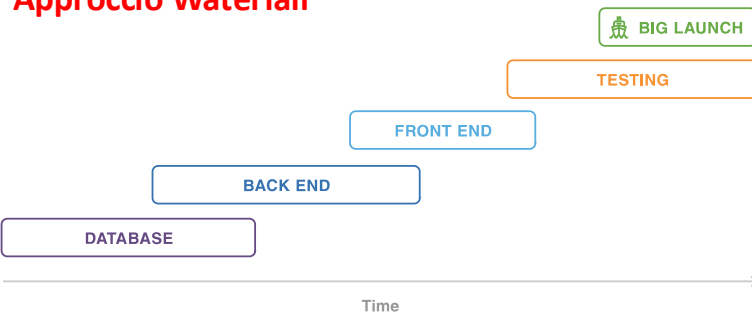 Approccio Waterfall
BIG LAUNCH
TESTING
FRONT END
BACK END
DATABASE
Time